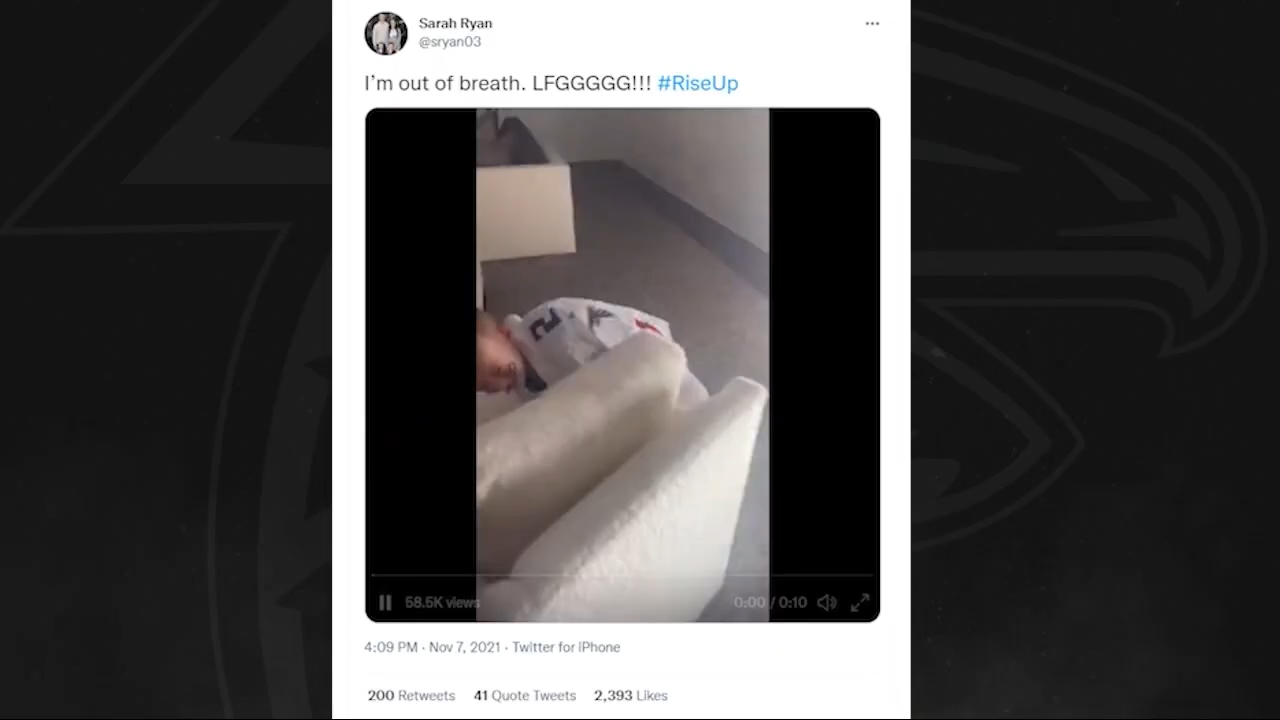 Sarah Ryan
@sryan03
I'm out of breath. LFGGGGG!!! #RiseUp
2
58.5K views
0:00 / 0:10
4:09 PM · Nov 7, 2021 · Twitter for iPhone
200 Retweets 41 Quote Tweets 2,393 Likes